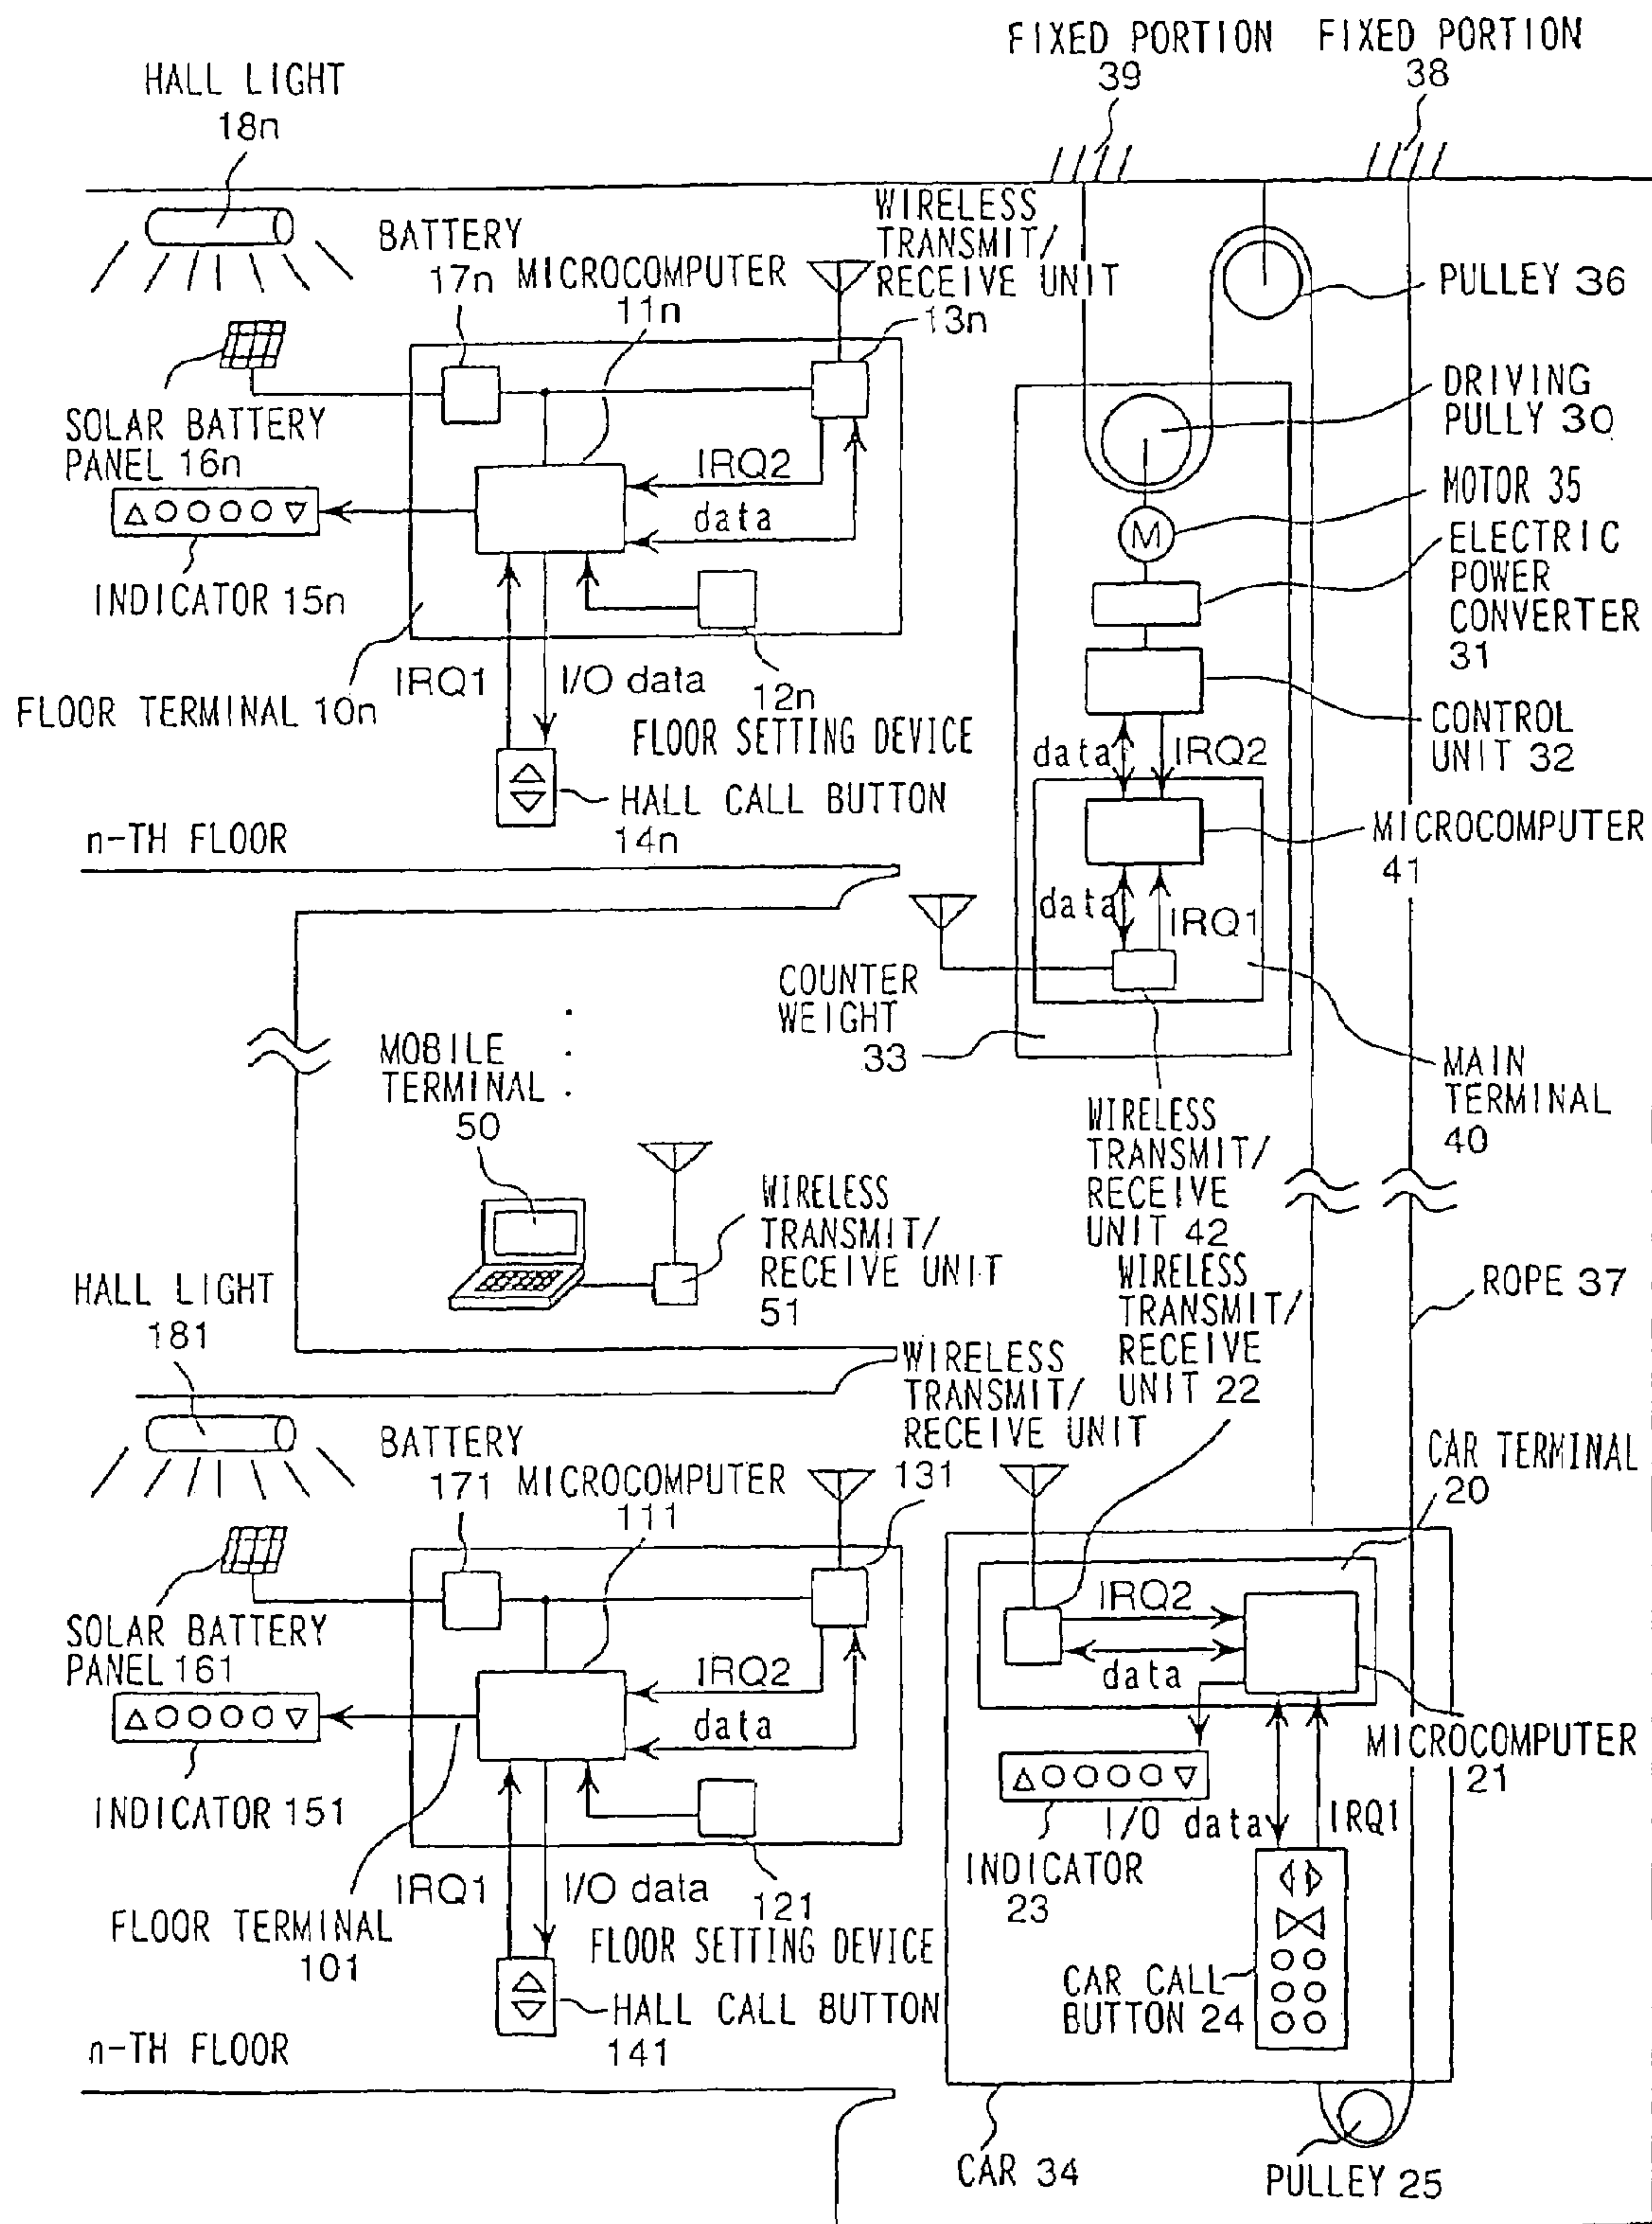 FIXED PORTION
39
FIXED PORTION
38
HALL LIGHT
18n
BATTERY
17n
MICROCOMPUTER
11n
WIRELESS
TRANSMIT/
RECEIVE UNIT
13n
PULLEY 36
SOLAR BATTERY
PANEL 16n
IRQ2
data
INDICATOR 15n
DRIVING
PULLY 30
MOTOR 35
M
ELECTRIC
POWER
CONVERTER
31
FLOOR TERMINAL 10n
IRQ1
I/O data
12n
FLOOR SETTING DEVICE
HALL CALL BUTTON
14n
n-TH FLOOR
CONTROL
UNIT 32
data
IRQ2
MICROCOMPUTER
41
data
IRQ1
COUNTER
WEIGHT
33
MAIN
TERMINAL
40
MOBILE
TERMINAL
50
WIRELESS
TRANSMIT/
RECEIVE UNIT
51
WIRELESS
TRANSMIT/
RECEIVE
UNIT 42
WIRELESS
TRANSMIT/
RECEIVE
UNIT 22
ROPE 37
HALL LIGHT
181
BATTERY
171
MICROCOMPUTER
111
WIRELESS
TRANSMIT/
RECEIVE UNIT
131
CAR TERMINAL
20
SOLAR BATTERY
PANEL 161
IRQ2
data
INDICATOR 151
IRQ1
I/O data
121
FLOOR TERMINAL
101
FLOOR SETTING DEVICE
HALL CALL BUTTON
141
n-TH FLOOR
IRQ2
data
MICROCOMPUTER
21
I/O data
IRQ1
INDICATOR
23
CAR CALL
BUTTON 24
CAR 34
PULLEY 25